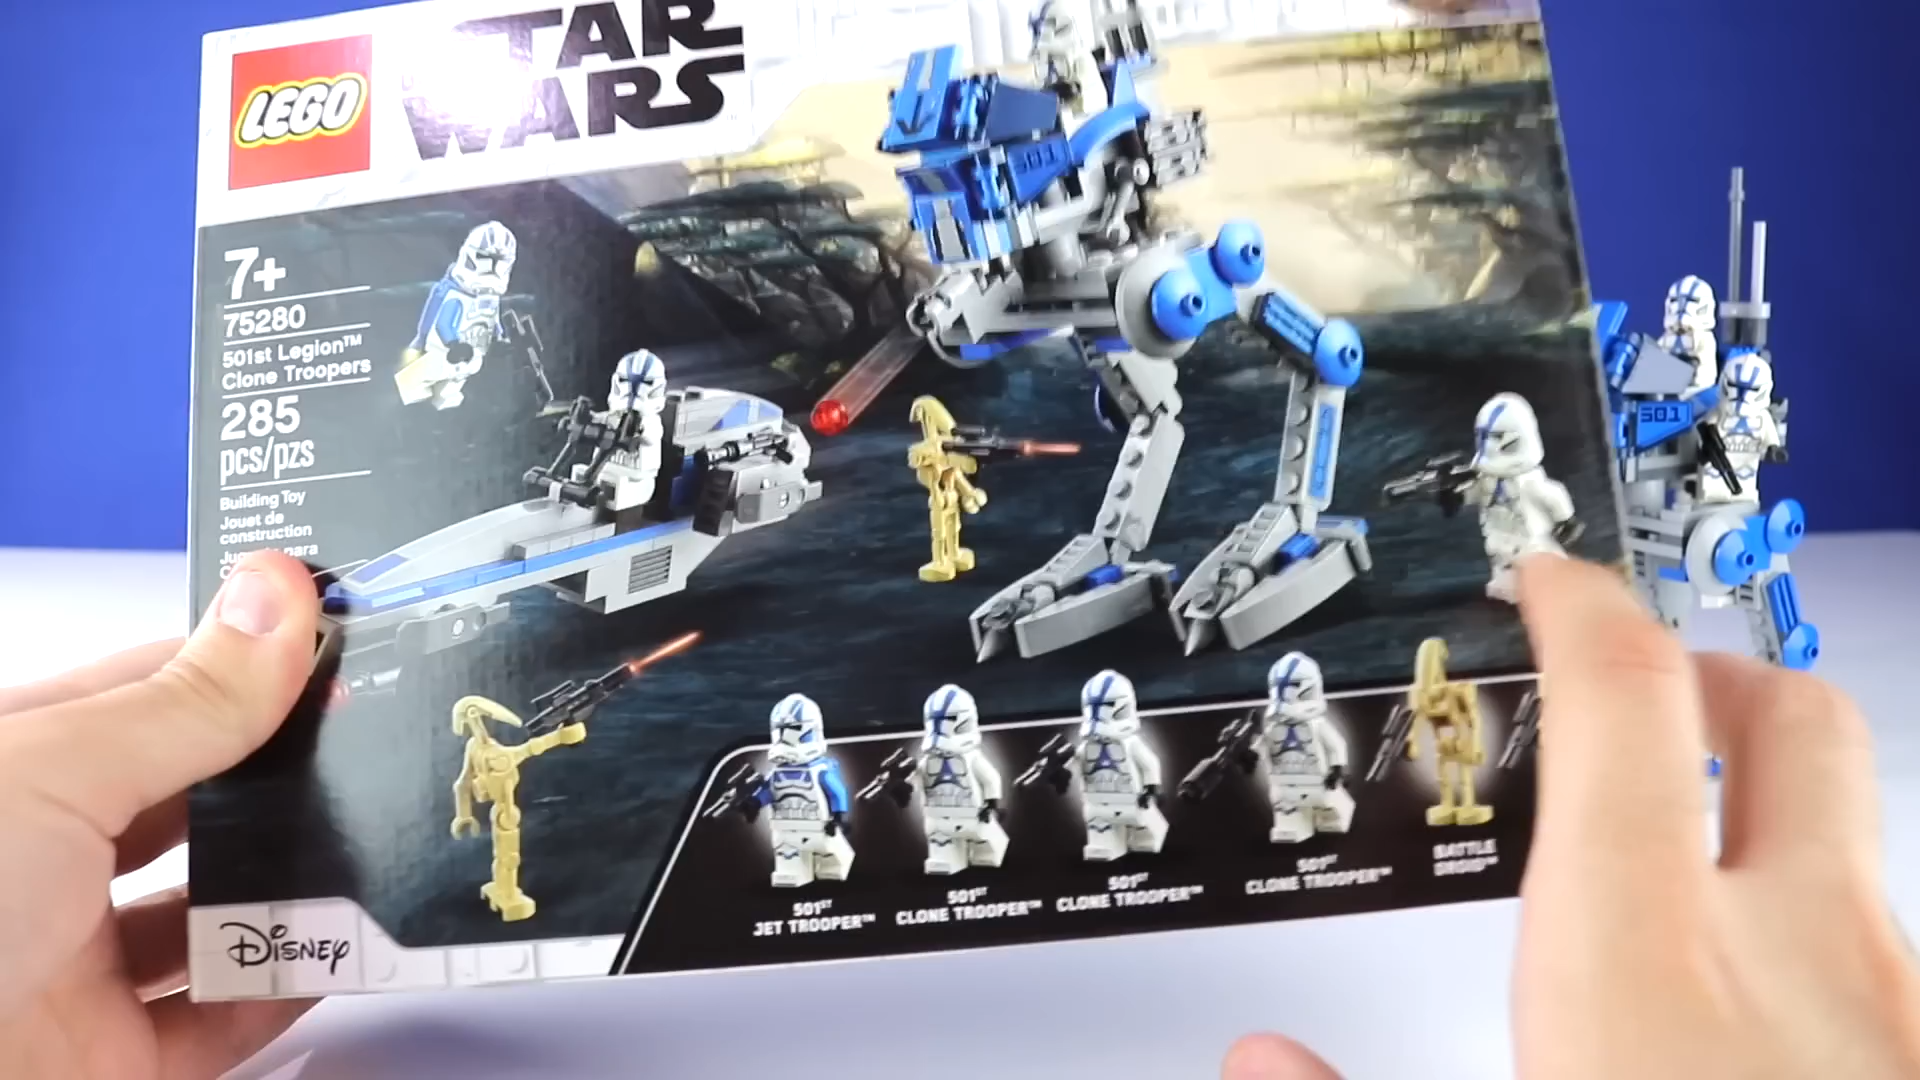 LEGO
STAR
WARS
7+
75280
501st Legion™
Clone Troopers
285
pcs/pzs
Building Toy
Jouet de
construction
para
501
501
501ST
JET TROOPER™
501ST
CLONE TROOPER™
501ST
CLONE TROOPER™
501ST
CLONE TROOPER™
BATTLE
DROID™
Disney